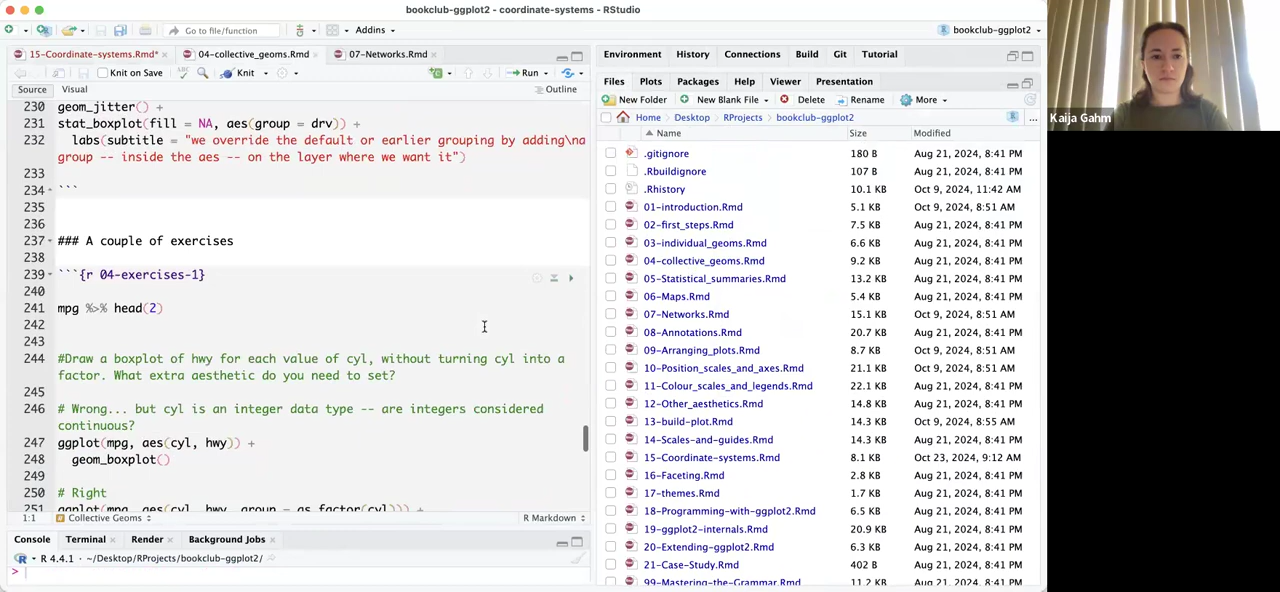 bookclub-ggplot2 - coordinate-systems - RStudio
Go to file/function
Addins
bookclub-ggplot2
15-Coordinate-systems.Rmd*
04-collective_geoms.Rmd
07-Networks.Rmd
Knit on Save
Knit
Run
Source
Visual
Outline
230 geom_jitter() +
231 stat_boxplot(fill = NA, aes(group = drv)) +
232 labs(subtitle = "we override the default or earlier grouping by adding\na
group -- inside the aes -- on the layer where we want it")
233
234 ```
235
236
237 ### A couple of exercises
238
239 ```{r 04-exercises-1}
240
241 mpg %>% head(2)
242
243
244 #Draw a boxplot of hwy for each value of cyl, without turning cyl into a
factor. What extra aesthetic do you need to set?
245
246 # Wrong... but cyl is an integer data type -- are integers considered
continuous?
247 ggplot(mpg, aes(cyl, hwy)) +
248 geom_boxplot()
249
250 # Right
251 ggplot(mpg, aes(cyl, hwy, group = as_factor(cyl))) +
1:1
Collective Geoms
R Markdown
Console
Terminal
Render
Background Jobs
R 4.4.1 · ~/Desktop/RProjects/bookclub-ggplot2/
>
Environment
History
Connections
Build
Git
Tutorial
Files
Plots
Packages
Help
Viewer
Presentation
New Folder
New Blank File
Delete
Rename
More
Home
Desktop
RProjects
bookclub-ggplot2
...
Name Size Modified
.gitignore 180 B Aug 21, 2024, 8:41 PM
.Rbuildignore 107 B Aug 21, 2024, 8:41 PM
.Rhistory 10.1 KB Oct 9, 2024, 11:42 AM
01-introduction.Rmd 5.1 KB Oct 9, 2024, 8:51 AM
02-first_steps.Rmd 7.5 KB Aug 21, 2024, 8:41 PM
03-individual_geoms.Rmd 6.6 KB Aug 21, 2024, 8:41 PM
04-collective_geoms.Rmd 9.2 KB Aug 21, 2024, 8:41 PM
05-Statistical_summaries.Rmd 13.2 KB Aug 21, 2024, 8:41 PM
06-Maps.Rmd 5.4 KB Aug 21, 2024, 8:41 PM
07-Networks.Rmd 15.1 KB Oct 9, 2024, 8:51 AM
08-Annotations.Rmd 20.7 KB Aug 21, 2024, 8:41 PM
09-Arranging_plots.Rmd 8.7 KB Oct 9, 2024, 8:51 AM
10-Position_scales_and_axes.Rmd 21.1 KB Oct 9, 2024, 8:51 AM
11-Colour_scales_and_legends.Rmd 22.1 KB Aug 21, 2024, 8:41 PM
12-Other_aesthetics.Rmd 14.8 KB Aug 21, 2024, 8:41 PM
13-build-plot.Rmd 14.3 KB Oct 9, 2024, 8:55 AM
14-Scales-and-guides.Rmd 14.3 KB Aug 21, 2024, 8:41 PM
15-Coordinate-systems.Rmd 8.1 KB Oct 23, 2024, 9:12 AM
16-Faceting.Rmd 2.8 KB Aug 21, 2024, 8:41 PM
17-themes.Rmd 1.7 KB Aug 21, 2024, 8:41 PM
18-Programming-with-ggplot2.Rmd 6.5 KB Aug 21, 2024, 8:41 PM
19-ggplot2-internals.Rmd 20.9 KB Aug 21, 2024, 8:41 PM
20-Extending-ggplot2.Rmd 6.3 KB Aug 21, 2024, 8:41 PM
21-Case-Study.Rmd 402 B Aug 21, 2024, 8:41 PM
99-Mastering-the-Grammar.Rmd 11.2 KB Aug 21, 2024, 8:41 PM
Kaija Gahm